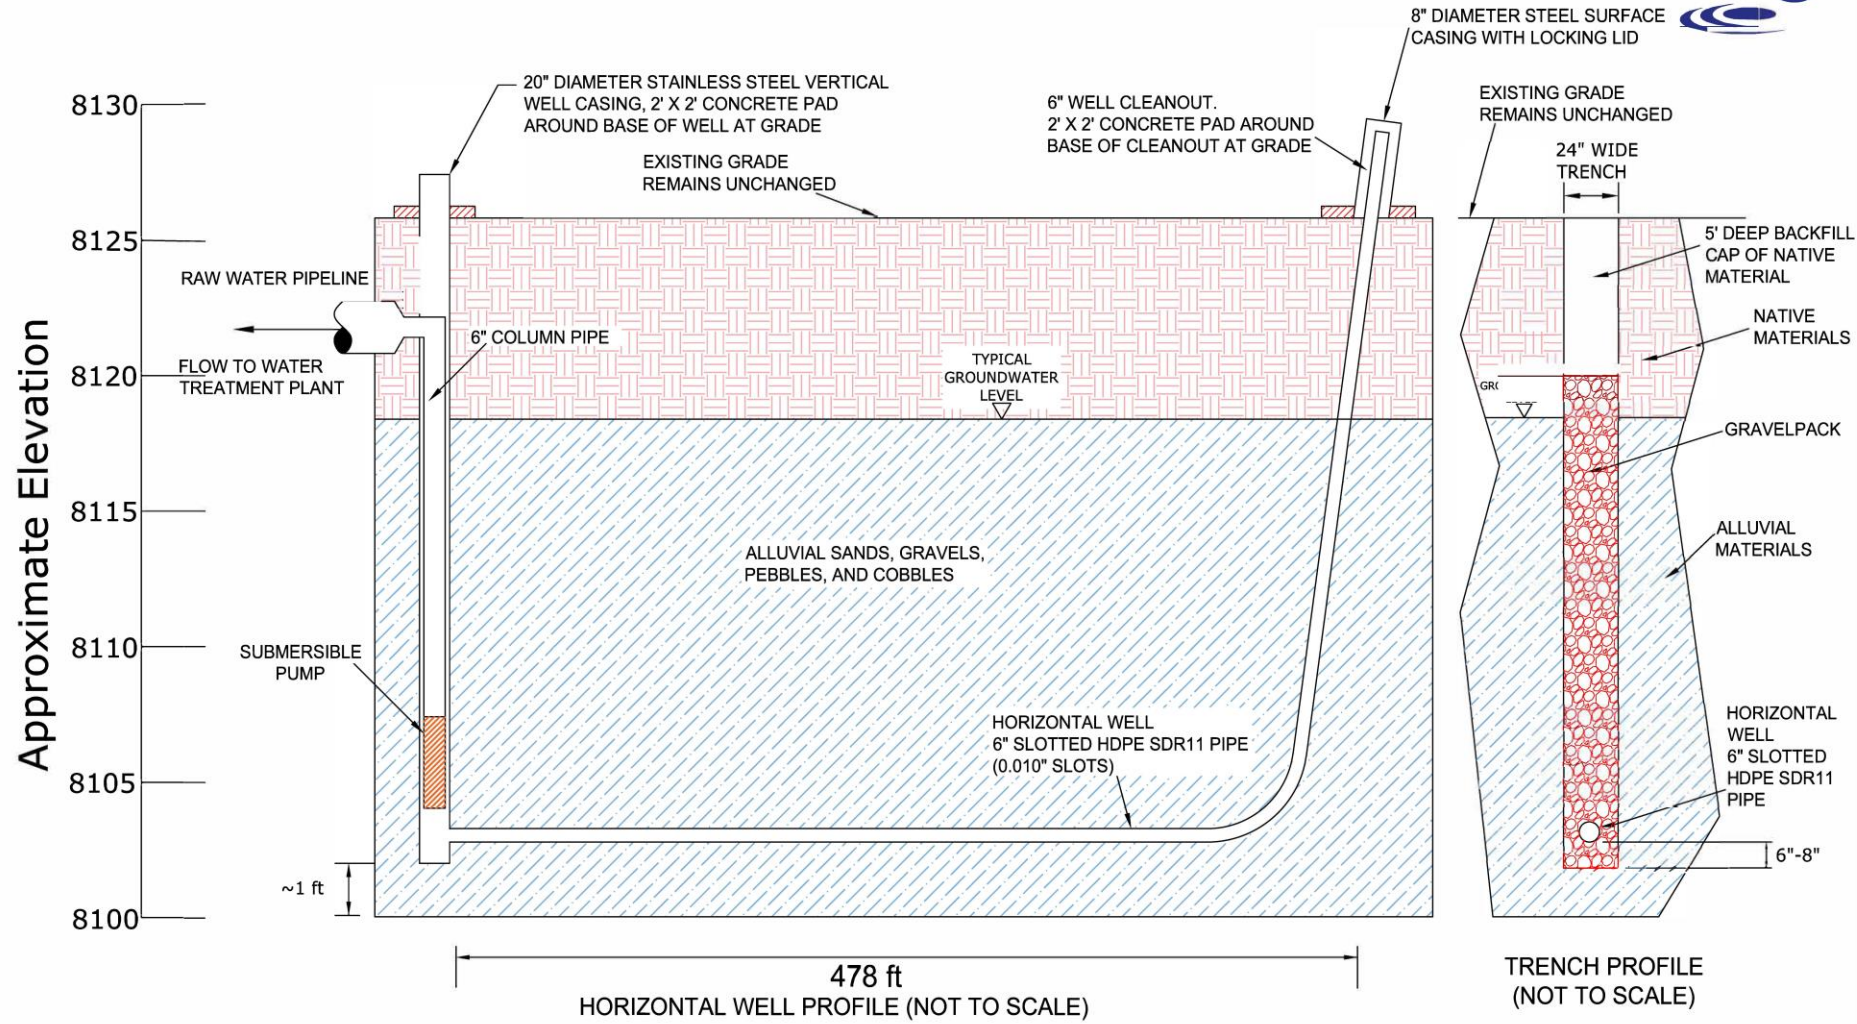 8" DIAMETER STEEL SURFACE
CASING WITH LOCKING LID
20" DIAMETER STAINLESS STEEL VERTICAL
WELL CASING, 2' X 2' CONCRETE PAD
AROUND BASE OF WELL AT GRADE
6" WELL CLEANOUT.
2' X 2' CONCRETE PAD AROUND
BASE OF CLEANOUT AT GRADE
EXISTING GRADE
REMAINS UNCHANGED
EXISTING GRADE
REMAINS UNCHANGED
24" WIDE
TRENCH
Approximate Elevation
8130
8125
8120
8115
8110
8105
8100
RAW WATER PIPELINE
FLOW TO WATER
TREATMENT PLANT
6" COLUMN PIPE
TYPICAL
GROUNDWATER
LEVEL
5' DEEP BACKFILL
CAP OF NATIVE
MATERIAL
NATIVE
MATERIALS
GRAVELPACK
ALLUVIAL SANDS, GRAVELS,
PEBBLES, AND COBBLES
ALLUVIAL
MATERIALS
SUBMERSIBLE
PUMP
HORIZONTAL WELL
6" SLOTTED HDPE SDR11 PIPE
(0.010" SLOTS)
HORIZONTAL
WELL
6" SLOTTED
HDPE SDR11
PIPE
6"-8"
~1 ft
478 ft
HORIZONTAL WELL PROFILE (NOT TO SCALE)
TRENCH PROFILE
(NOT TO SCALE)